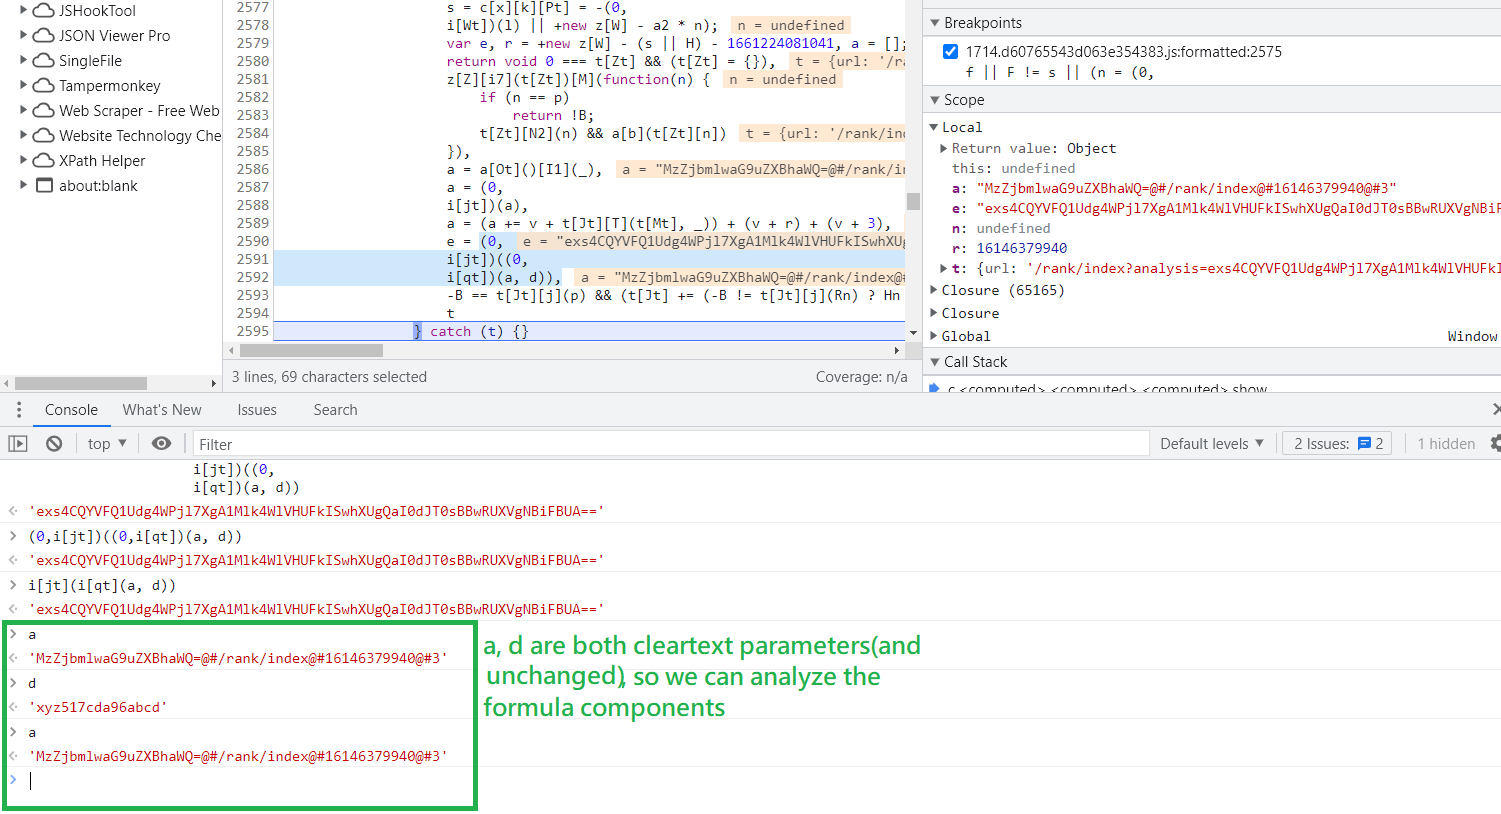 JSHookTool
JSON Viewer Pro
SingleFile
Tampermonkey
Web Scraper - Free Web
Website Technology Che
XPath Helper
about:blank
2577 s = c[x][k][Pt] = -(0,
2578 i[Wt])(l) || +new z[W] - a2 * n); n = undefined
2579 var e, r = +new z[W] - (s || H) - 1661224081041, a = [];
2580 return void 0 === t[Zt] && (t[Zt] = {}), t = {url: '/ra
2581 z[Z][i7](t[Zt])[M](function(n) { n = undefined
2582 if (n == p)
2583 return !B;
2584 t[Zt][N2](n) && a[b](t[Zt][n]) t = {url: '/rank/in
2585 }),
2586 a = a[Ot]()[I1](_), a = "MzZjbmlwaG9uZXBhaWQ=@#/rank/i
2587 a = (0,
2588 i[jt])(a),
2589 a = (a += v + t[Jt][T](t[Mt], _)) + (v + r) + (v + 3),
2590 e = (0, e = "exs4CQYVFQ1Udg4WPjl7XgA1Mlk4WlVHUFkISwhXU
2591 i[jt])((0,
2592 i[qt])(a, d)), a = "MzZjbmlwaG9uZXBhaWQ=@#/rank/index@
2593 -B == t[Jt][j](p) && (t[Jt] += (-B != t[Jt][j](Rn) ? Hn
2594 t
2595 } catch (t) {}
3 lines, 69 characters selected Coverage: n/a
Breakpoints
1714.d60765543d063e354383.js:formatted:2575
f || F != s || (n = (0,
Scope
Local
Return value: Object
this: undefined
a: "MzZjbmlwaG9uZXBhaWQ=@#/rank/index@#16146379940@#3"
e: "exs4CQYVFQ1Udg4WPjl7XgA1Mlk4WlVHUFkISwhXUgQaI0dJT0sBBwRUXVgNBiF
n: undefined
r: 16146379940
t: {url: '/rank/index?analysis=exs4CQYVFQ1Udg4WPjl7XgA1Mlk4WlVHUFkI
Closure (65165)
Closure
Global Window
Call Stack
c.<computed>.<computed>.<computed>.show
Console What's New Issues Search
top Filter Default levels 2 Issues: 2 1 hidden
i[jt])((0,
i[qt])(a, d))
'exs4CQYVFQ1Udg4WPjl7XgA1Mlk4WlVHUFkISwhXUgQaI0dJT0sBBwRUXVgNBiFBUA=='
(0,i[jt])((0,i[qt])(a, d))
'exs4CQYVFQ1Udg4WPjl7XgA1Mlk4WlVHUFkISwhXUgQaI0dJT0sBBwRUXVgNBiFBUA=='
i[jt](i[qt](a, d))
'exs4CQYVFQ1Udg4WPjl7XgA1Mlk4WlVHUFkISwhXUgQaI0dJT0sBBwRUXVgNBiFBUA=='
a
'MzZjbmlwaG9uZXBhaWQ=@#/rank/index@#16146379940@#3'
d
'xyz517cda96abcd'
a
'MzZjbmlwaG9uZXBhaWQ=@#/rank/index@#16146379940@#3'
a, d are both cleartext parameters(and
unchanged), so we can analyze the
formula components